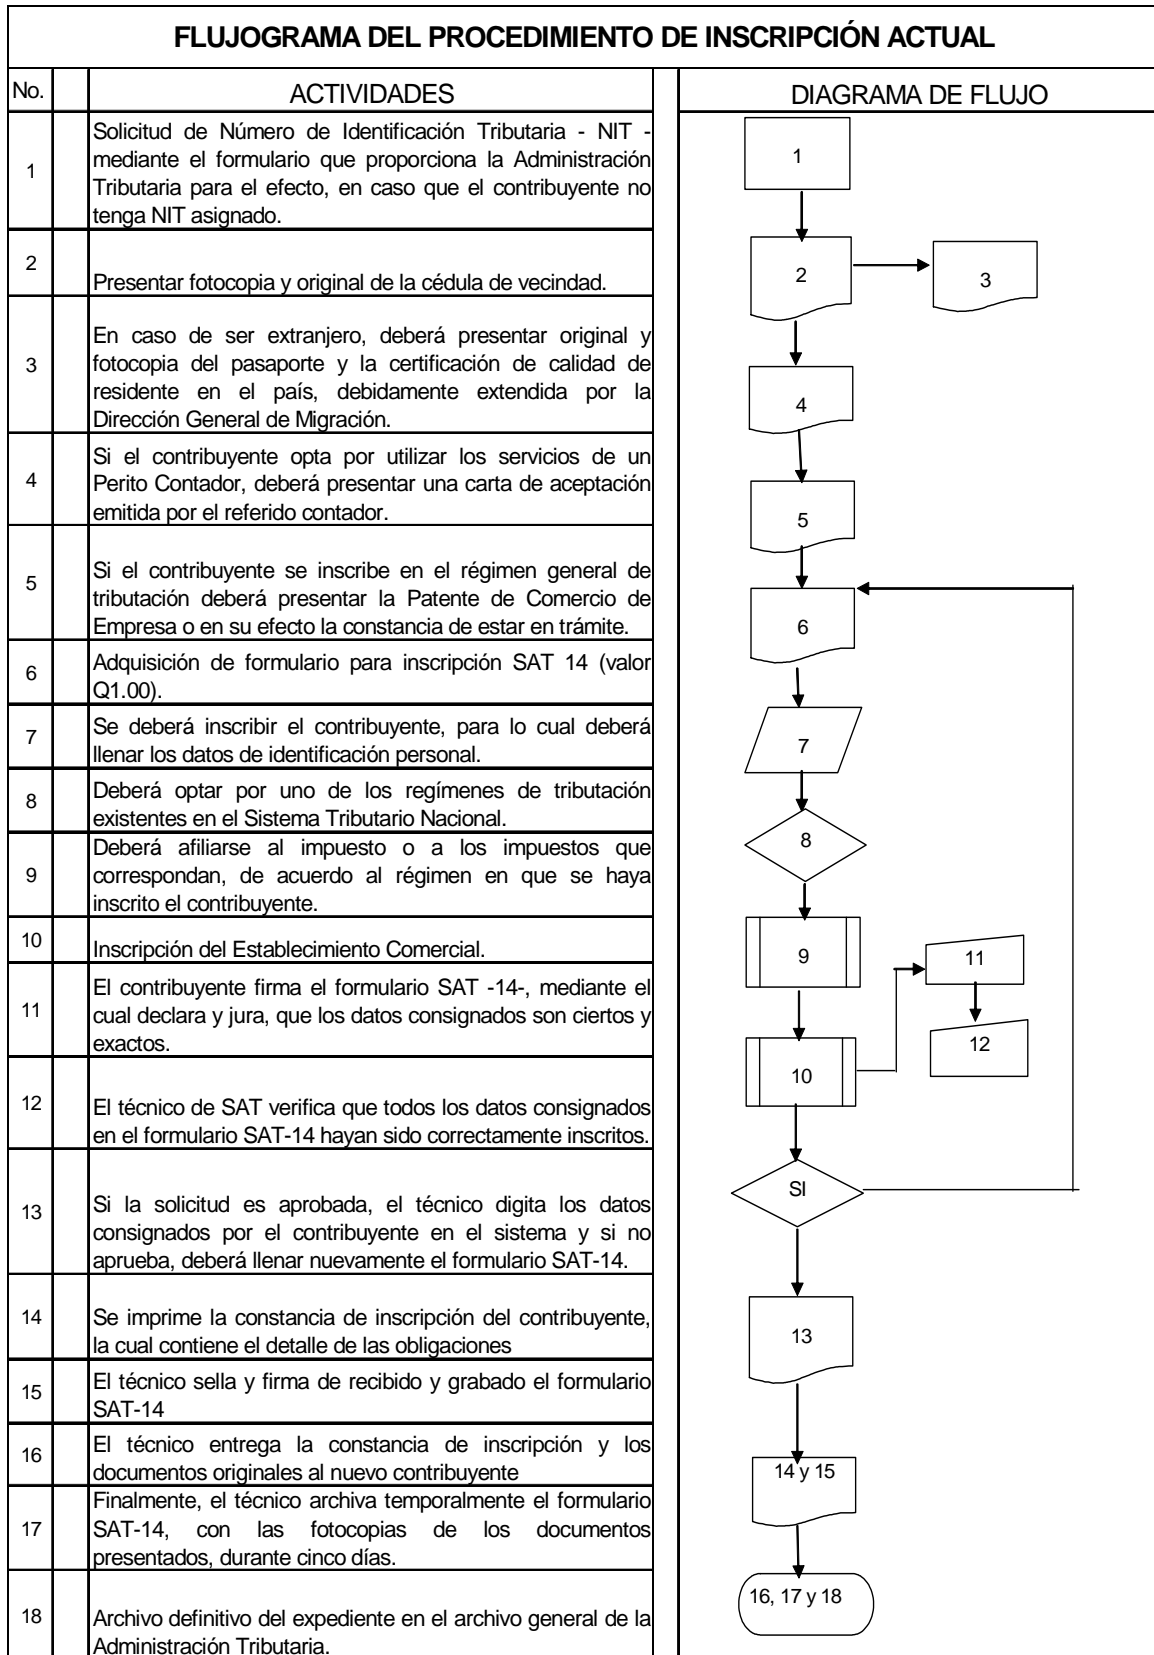 FLUJOGRAMA DEL PROCEDIMIENTO DE INSCRIPCIÓN ACTUAL
No.
ACTIVIDADES
DIAGRAMA DE FLUJO
1
Solicitud de Número de Identificación Tributaria - NIT -
mediante el formulario que proporciona la Administración
Tributaria para el efecto, en caso que el contribuyente no
tenga NIT asignado.
2
Presentar fotocopia y original de la cédula de vecindad.
3
En caso de ser extranjero, deberá presentar original y
fotocopia del pasaporte y la certificación de calidad de
residente en el país, debidamente extendida por la
Dirección General de Migración.
4
Si el contribuyente opta por utilizar los servicios de un
Perito Contador, deberá presentar una carta de aceptación
emitida por el referido contador.
5
Si el contribuyente se inscribe en el régimen general de
tributación deberá presentar la Patente de Comercio de
Empresa o en su efecto la constancia de estar en trámite.
6
Adquisición de formulario para inscripción SAT 14 (valor
Q1.00).
7
Se deberá inscribir el contribuyente, para lo cual deberá
llenar los datos de identificación personal.
8
Deberá optar por uno de los regímenes de tributación
existentes en el Sistema Tributario Nacional.
9
Deberá afiliarse al impuesto o a los impuestos que
correspondan, de acuerdo al régimen en que se haya
inscrito el contribuyente.
10
Inscripción del Establecimiento Comercial.
11
El contribuyente firma el formulario SAT -14-, mediante el
cual declara y jura, que los datos consignados son ciertos y
exactos.
12
El técnico de SAT verifica que todos los datos consignados
en el formulario SAT-14 hayan sido correctamente inscritos.
13
Si la solicitud es aprobada, el técnico digita los datos
consignados por el contribuyente en el sistema y si no
aprueba, deberá llenar nuevamente el formulario SAT-14.
14
Se imprime la constancia de inscripción del contribuyente,
la cual contiene el detalle de las obligaciones
15
El técnico sella y firma de recibido y grabado el formulario
SAT-14
16
El técnico entrega la constancia de inscripción y los
documentos originales al nuevo contribuyente
17
Finalmente, el técnico archiva temporalmente el formulario
SAT-14, con las fotocopias de los documentos
presentados, durante cinco días.
18
Archivo definitivo del expediente en el archivo general de la
Administración Tributaria.
1
2
3
4
5
6
7
8
9
11
12
10
SI
13
14 y 15
16, 17 y 18